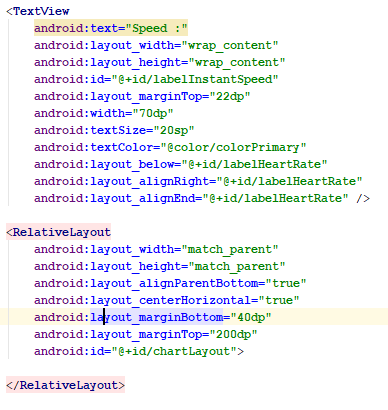 <TextView
android:text="Speed :"
android:layout_width="wrap_content"
android:layout_height="wrap_content"
android:id="@+id/labelInstantSpeed"
android:layout_marginTop="22dp"
android:width="70dp"
android:textSize="20sp"
android:textColor="@color/colorPrimary"
android:layout_below="@+id/labelHeartRate"
android:layout_alignRight="@+id/labelHeartRate"
android:layout_alignEnd="@+id/labelHeartRate" />
<RelativeLayout
android:layout_width="match_parent"
android:layout_height="match_parent"
android:layout_alignParentBottom="true"
android:layout_centerHorizontal="true"
android:layout_marginBottom="40dp"
android:layout_marginTop="200dp"
android:id="@+id/chartLayout">
</RelativeLayout>